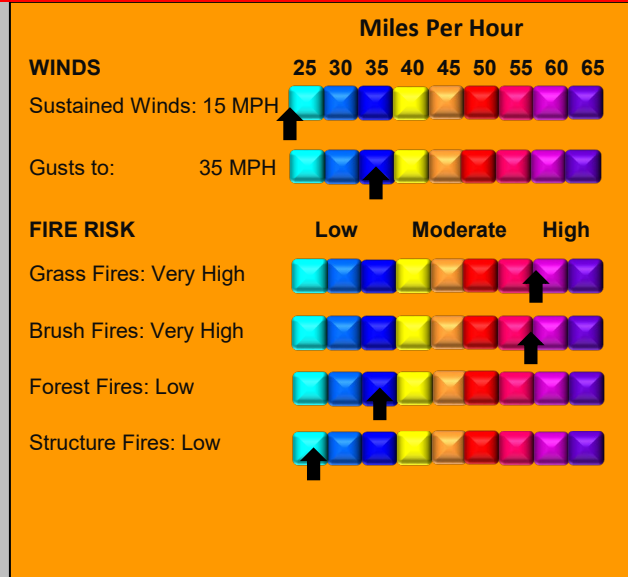 Miles Per Hour
WINDS 25 30 35 40 45 50 55 60 65
Sustained Winds: 15 MPH
Gusts to: 35 MPH
FIRE RISK Low Moderate High
Grass Fires: Very High
Brush Fires: Very High
Forest Fires: Low
Structure Fires: Low